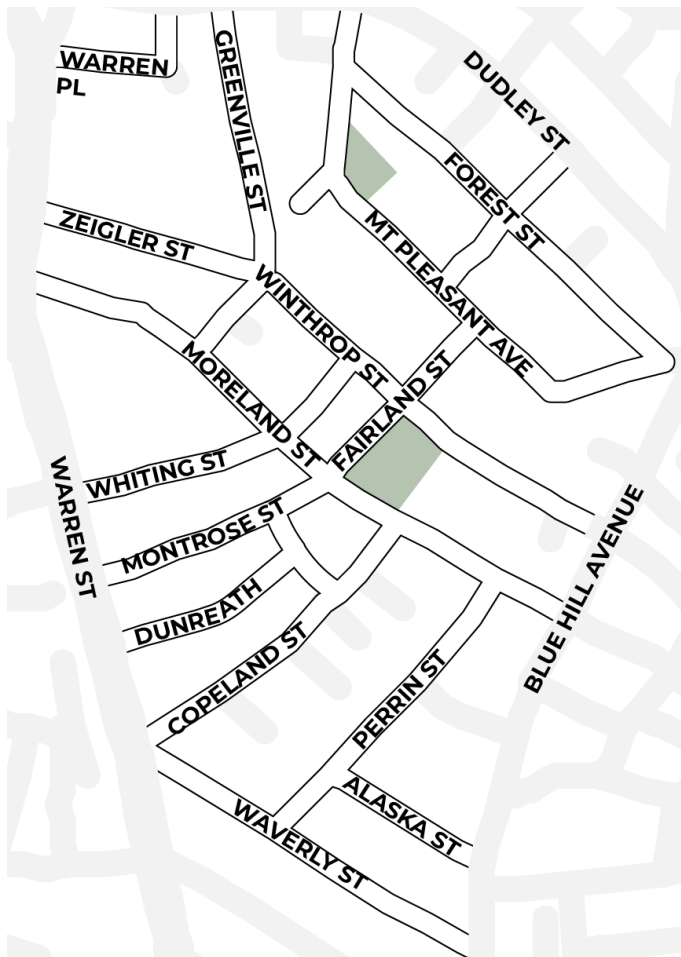 WARREN
PL
GREENVILLE ST
DUDLEY ST
FOREST ST
ZEIGLER ST
MT PLEASANT AVE
WINTHROP ST
MORELAND ST
FAIRLAND ST
WHITING ST
WARREN ST
MONTROSE ST
BLUE HILL AVENUE
DUNREATH
COPELAND ST
PERRIN ST
ALASKA ST
WAVERLY ST